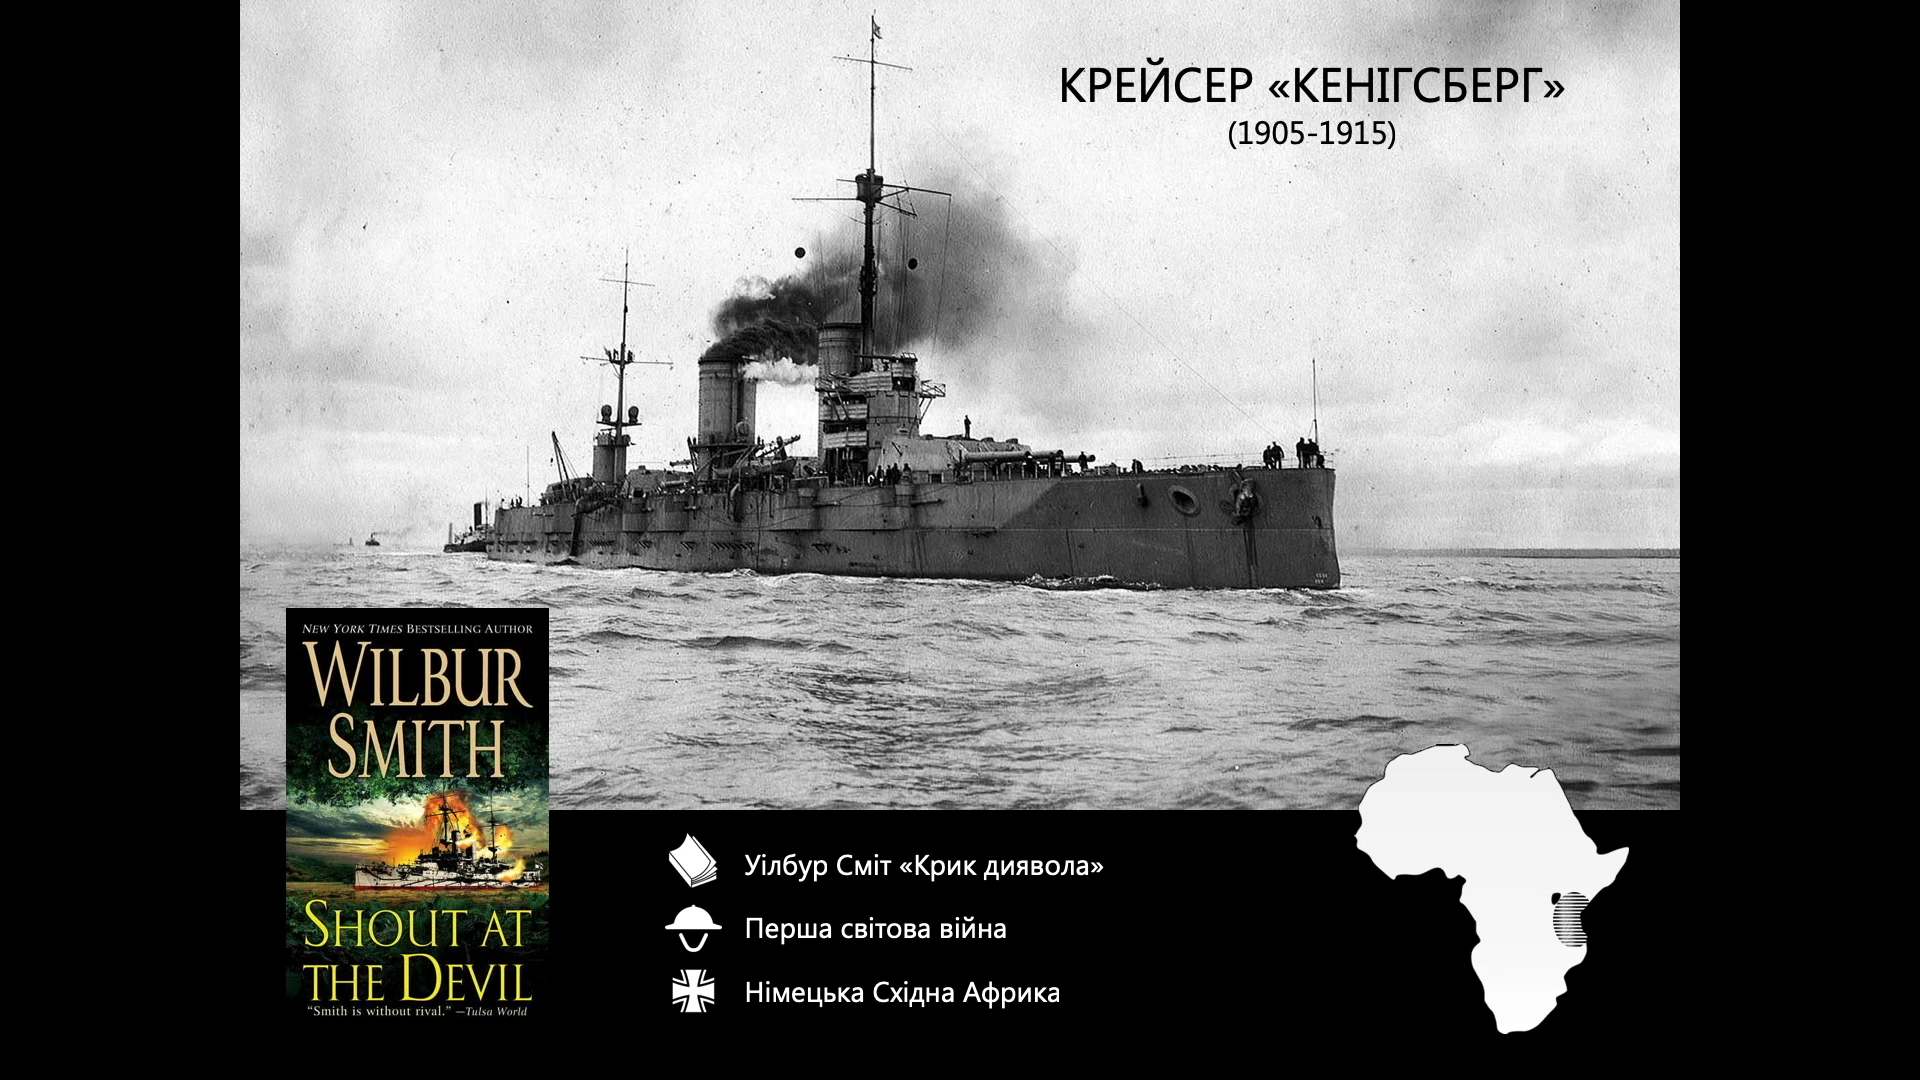 КРЕЙСЕР «КЕНІГСБЕРГ»
(1905-1915)
NEW YORK TIMES BESTSELLING AUTHOR
WILBUR
SMITH
SHOUT AT
THE DEVIL
“Smith is without rival.” —Tulsa World
Уілбур Сміт «Крик диявола»
Перша світова війна
Німецька Східна Африка